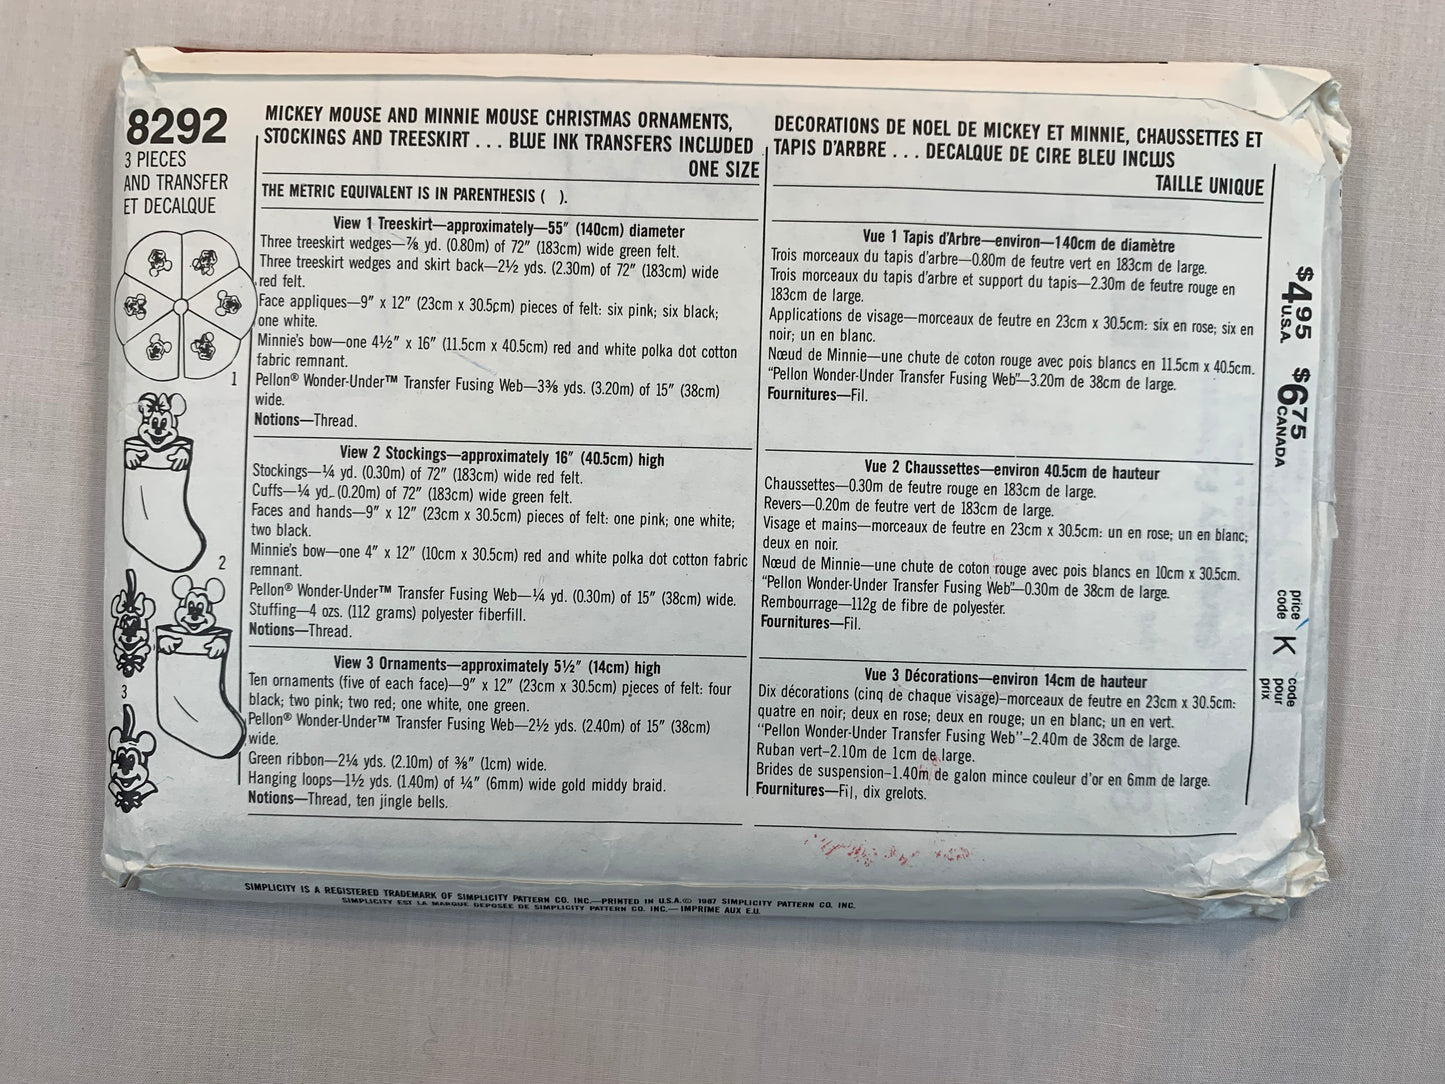 8292
3 PIECES
AND TRANSFER
ET DECALQUE
1
2
3
MICKEY MOUSE AND MINNIE MOUSE CHRISTMAS ORNAMENTS,
STOCKINGS AND TREESKIRT . . . BLUE INK TRANSFERS INCLUDED
ONE SIZE
THE METRIC EQUIVALENT IS IN PARENTHESIS ( ).
View 1 Treeskirt—approximately—55″ (140cm) diameter
Three treeskirt wedges—⅞ yd. (0.80m) of 72″ (183cm) wide green felt.
Three treeskirt wedges and skirt back—2½ yds. (2.30m) of 72″ (183cm) wide
red felt.
Face appliques—9″ x 12″ (23cm x 30.5cm) pieces of felt: six pink; six black;
one white.
Minnie's bow—one 4½″ x 16″ (11.5cm x 40.5cm) red and white polka dot cotton
fabric remnant.
Pellon® Wonder-Under™ Transfer Fusing Web—3⅜ yds. (3.20m) of 15″ (38cm)
wide.
Notions—Thread.
View 2 Stockings—approximately 16″ (40.5cm) high
Stockings—¼ yd. (0.30m) of 72″ (183cm) wide red felt.
Cuffs—¼ yd. (0.20m) of 72″ (183cm) wide green felt.
Faces and hands—9″ x 12″ (23cm x 30.5cm) pieces of felt: one pink; one white;
two black.
Minnie's bow—one 4″ x 12″ (10cm x 30.5cm) red and white polka dot cotton fabric
remnant.
Pellon® Wonder-Under™ Transfer Fusing Web—¼ yd. (0.30m) of 15″ (38cm) wide.
Stuffing—4 ozs. (112 grams) polyester fiberfill.
Notions—Thread.
View 3 Ornaments—approximately 5½″ (14cm) high
Ten ornaments (five of each face)—9″ x 12″ (23cm x 30.5cm) pieces of felt: four
black; two pink; two red; one white, one green.
Pellon® Wonder-Under™ Transfer Fusing Web—2½ yds. (2.40m) of 15″ (38cm)
wide.
Green ribbon—2¼ yds. (2.10m) of ⅜″ (1cm) wide.
Hanging loops—1½ yds. (1.40m) of ¼″ (6mm) wide gold middy braid.
Notions—Thread, ten jingle bells.
DECORATIONS DE NOEL DE MICKEY ET MINNIE, CHAUSSETTES ET
TAPIS D'ARBRE . . . DECALQUE DE CIRE BLEU INCLUS
TAILLE UNIQUE
Vue 1 Tapis d'Arbre—environ—140cm de diamètre
Trois morceaux du tapis d'arbre—0.80m de feutre vert en 183cm de large.
Trois morceaux du tapis d'arbre et support du tapis—2.30m de feutre rouge en
183cm de large.
Applications de visage—morceaux de feutre en 23cm x 30.5cm: six en rose; six en
noir; un en blanc.
Nœud de Minnie—une chute de coton rouge avec pois blancs en 11.5cm x 40.5cm.
"Pellon Wonder-Under Transfer Fusing Web"—3.20m de 38cm de large.
Fournitures—Fil.
Vue 2 Chaussettes—environ 40.5cm de hauteur
Chaussettes—0.30m de feutre rouge en 183cm de large.
Revers—0.20m de feutre vert de 183cm de large.
Visage et mains—morceaux de feutre en 23cm x 30.5cm: un en rose; un en blanc;
deux en noir.
Nœud de Minnie—une chute de coton rouge avec pois blancs en 10cm x 30.5cm.
"Pellon Wonder-Under Transfer Fusing Web"—0.30m de 38cm de large.
Rembourrage—112g de fibre de polyester.
Fournitures—Fil.
Vue 3 Décorations—environ 14cm de hauteur
Dix décorations (cinq de chaque visage)—morceaux de feutre en 23cm x 30.5cm:
quatre en noir; deux en rose; deux en rouge; un en blanc; un en vert.
"Pellon Wonder-Under Transfer Fusing Web"—2.40m de 38cm de large.
Ruban vert—2.10m de 1cm de large.
Brides de suspension—1.40m de galon mince couleur d'or en 6mm de large.
Fournitures—Fil, dix grelots.
$4.95 U.S.A. $6.75 CANADA
price code K code pour prix
SIMPLICITY IS A REGISTERED TRADEMARK OF SIMPLICITY PATTERN CO. INC.—PRINTED IN U.S.A.© 1987 SIMPLICITY PATTERN CO. INC.
SIMPLICITY EST LA MARQUE DEPOSEE DE SIMPLICITY PATTERN CO. INC.—IMPRIME AUX E.U.